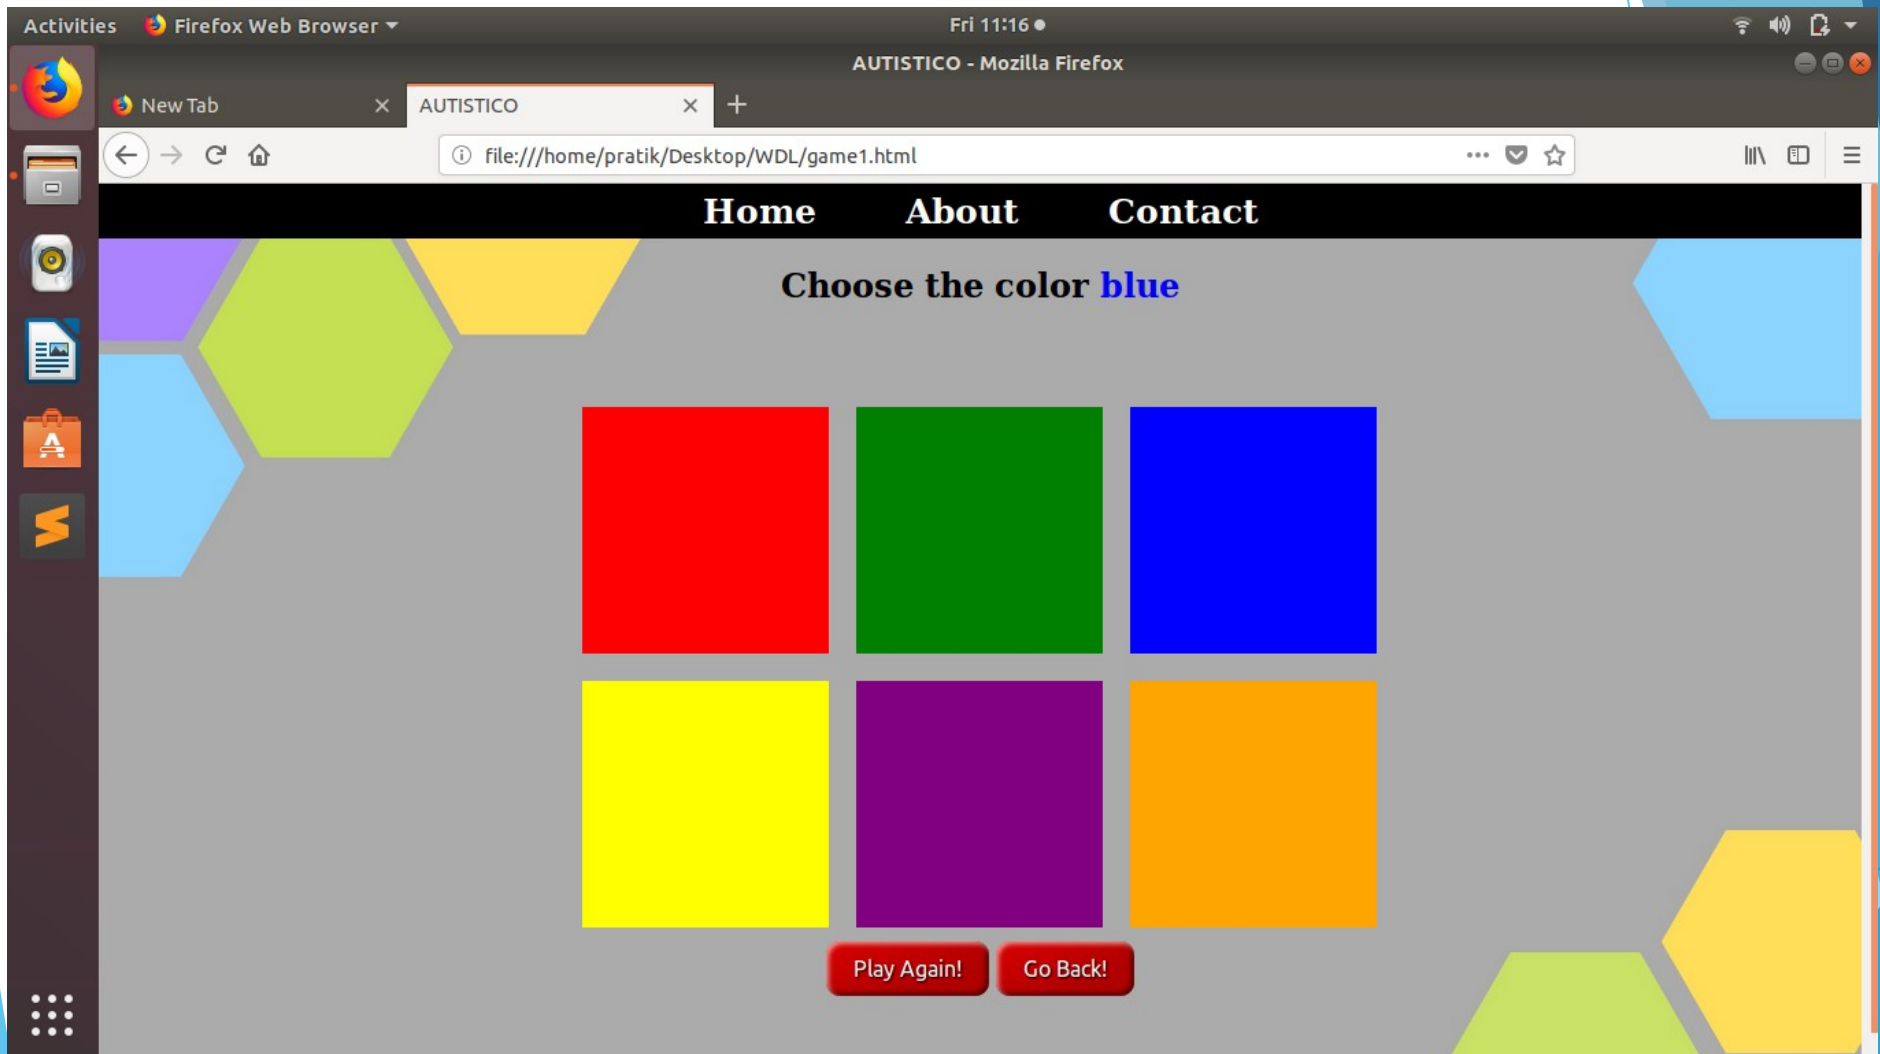 Activities Firefox Web Browser Fri 11:16
AUTISTICO - Mozilla Firefox
New Tab AUTISTICO
file:///home/pratik/Desktop/WDL/game1.html
Home About Contact
Choose the color blue
Play Again! Go Back!